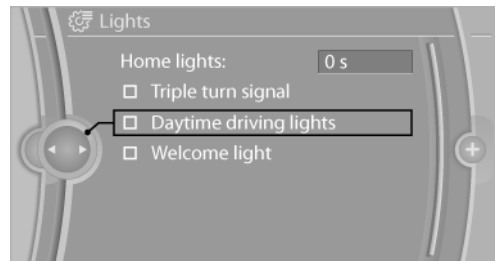 Lights
Home lights: 0 s
Triple turn signal
Daytime driving lights
Welcome light